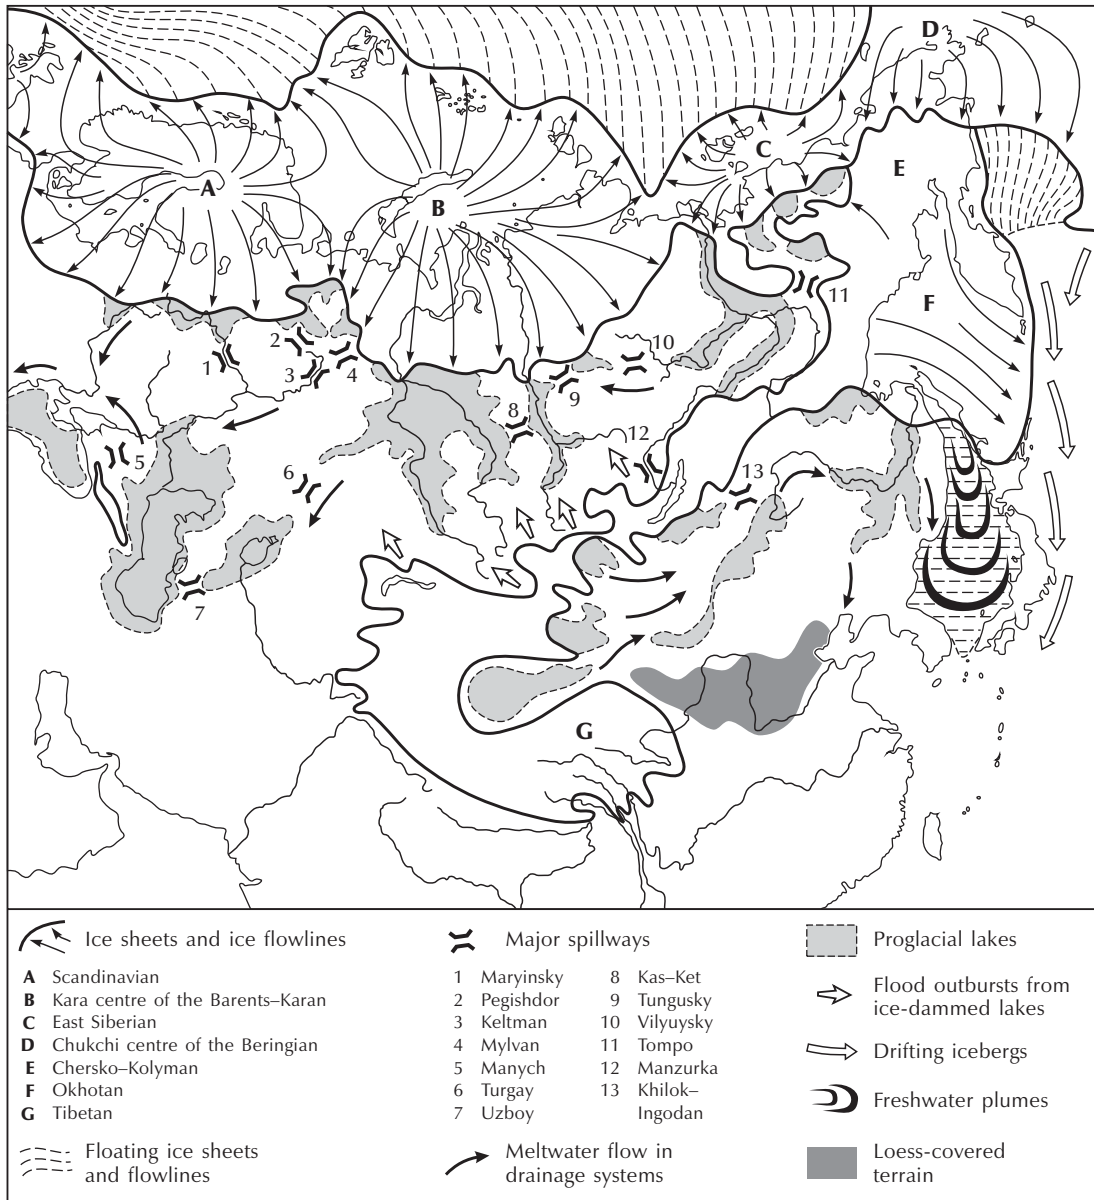 D
C
E
A
B
11
F
1
2
3
4
10
9
8
12
5
6
13
7
G
Ice sheets and ice flowlines
A Scandinavian
B Kara centre of the Barents–Karan
C East Siberian
D Chukchi centre of the Beringian
E Chersko–Kolyman
F Okhotan
G Tibetan
Floating ice sheets
and flowlines
Major spillways
1 Maryinsky
2 Pegishdor
3 Keltman
4 Mylvan
5 Manych
6 Turgay
7 Uzboy
8 Kas–Ket
9 Tungusky
10 Vilyuysky
11 Tompo
12 Manzurka
13 Khilok–
Ingodan
Meltwater flow in
drainage systems
Proglacial lakes
Flood outbursts from
ice-dammed lakes
Drifting icebergs
Freshwater plumes
Loess-covered
terrain